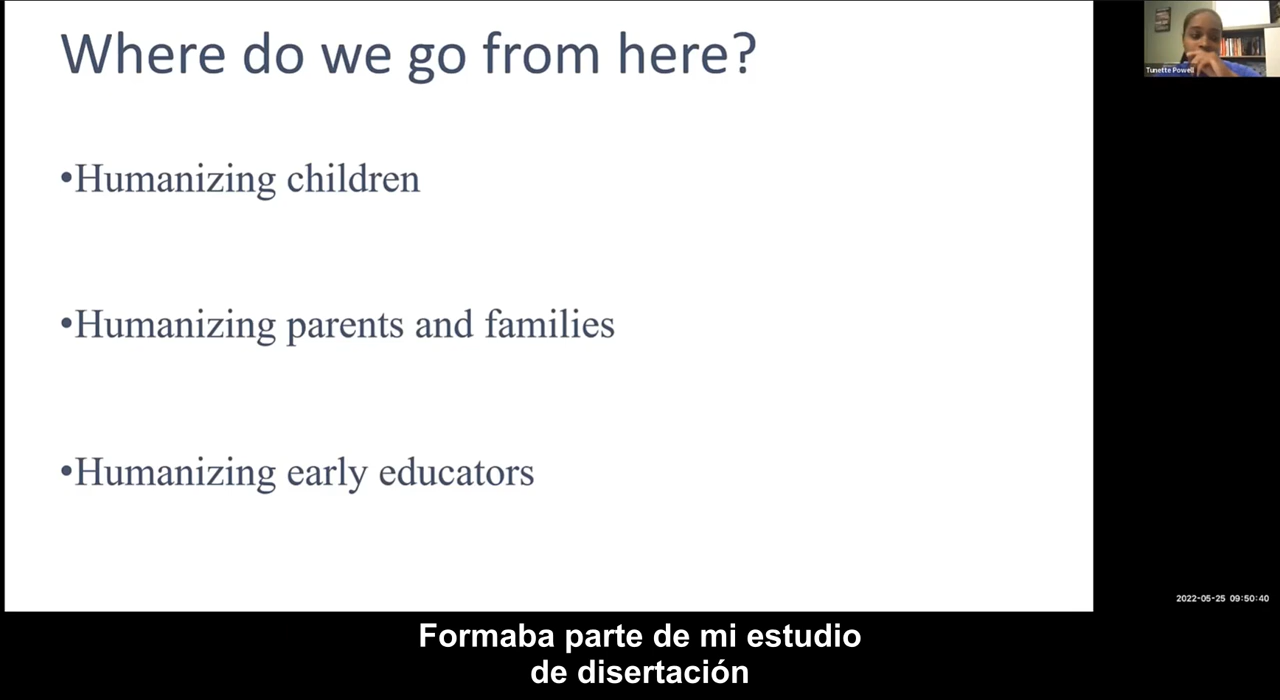 Where do we go from here?
Tunette Powell
•Humanizing children
•Humanizing parents and families
•Humanizing early educators
2022-05-25 09:50:40
Formaba parte de mi estudio
de disertación